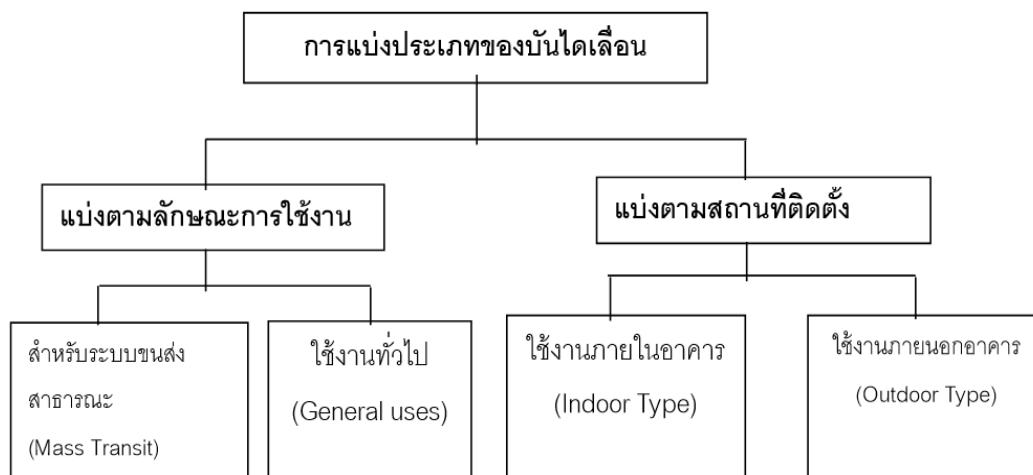 การแบ่งประเภทของบันไดเลื่อน
แบ่งตามลักษณะการใช้งาน
แบ่งตามสถานที่ติดตั้ง
สำหรับระบบขนส่ง
สาธารณะ
(Mass Transit)
ใช้งานทั่วไป
(General uses)
ใช้งานภายในอาคาร
(Indoor Type)
ใช้งานภายนอกอาคาร
(Outdoor Type)